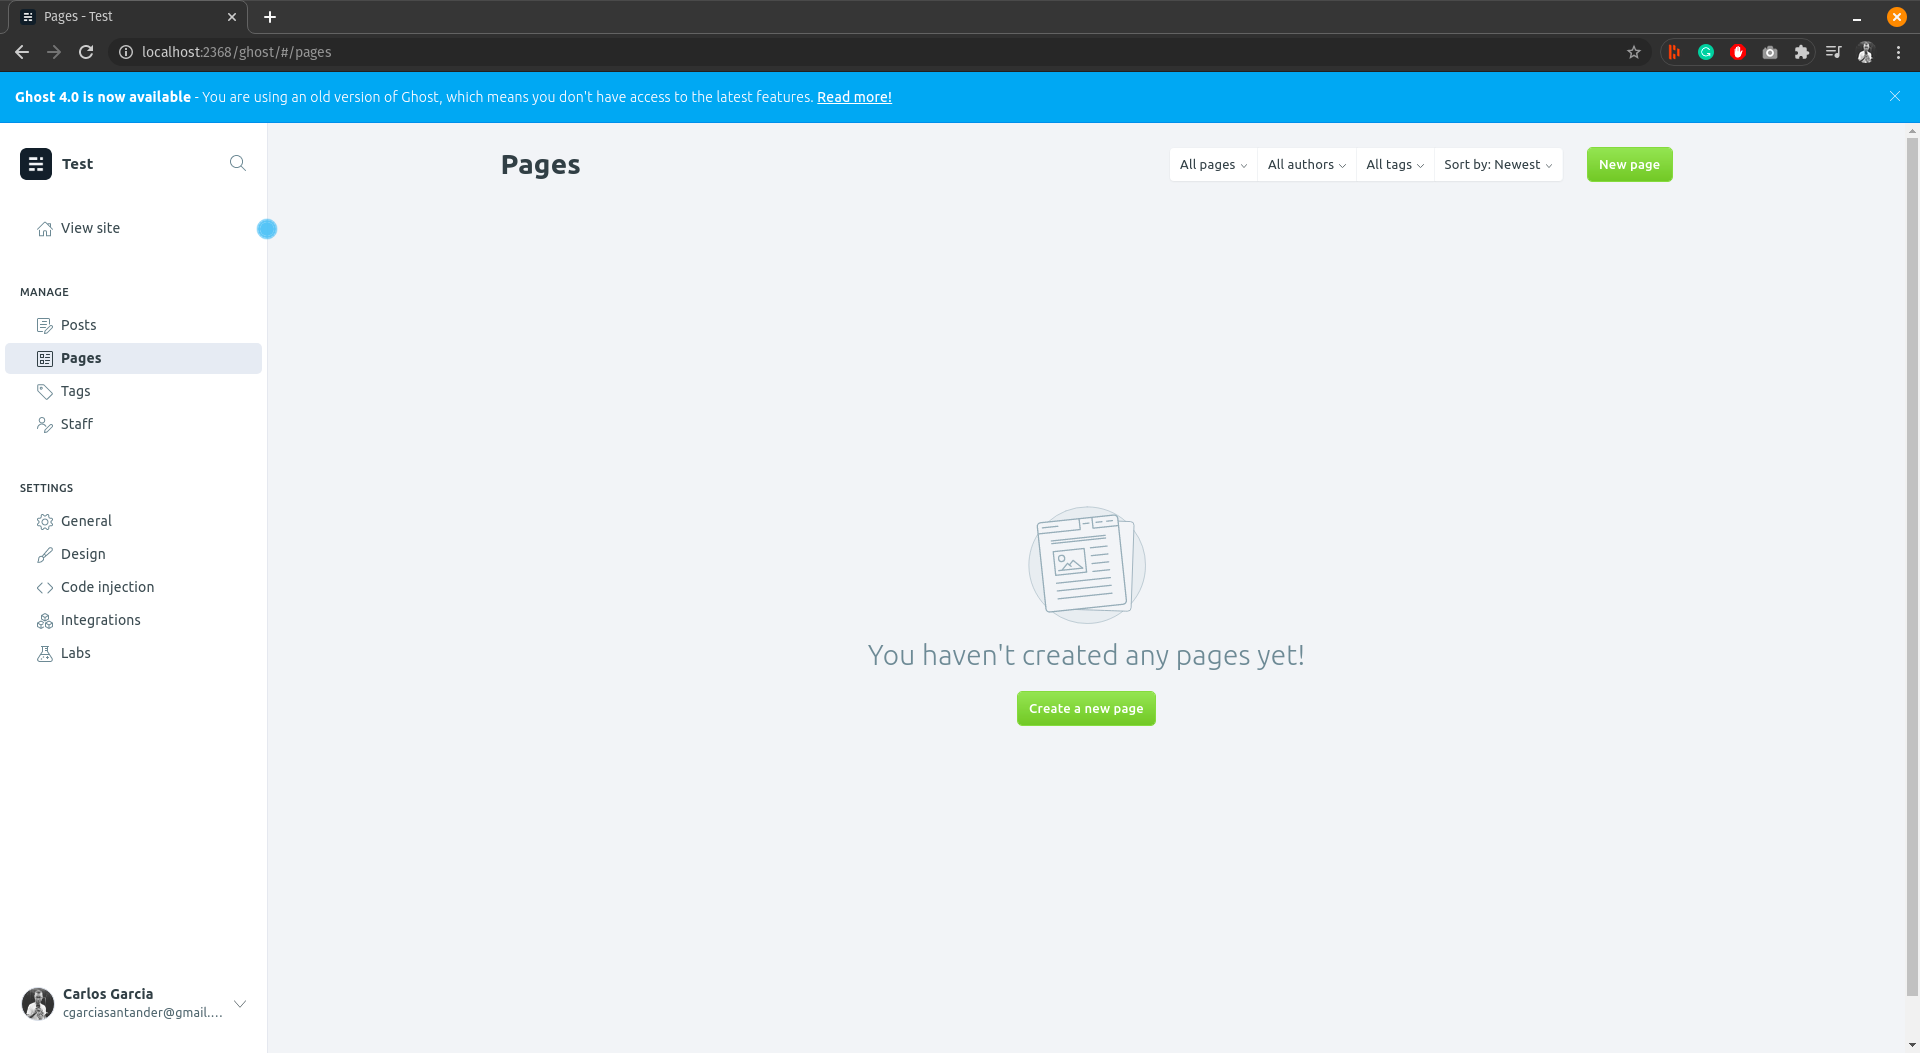 Pages - Test
localhost:2368/ghost/#/pages
Ghost 4.0 is now available - You are using an old version of Ghost, which means you don't have access to the latest features. Read more!
Test
View site
MANAGE
Posts
Pages
Tags
Staff
SETTINGS
General
Design
Code injection
Integrations
Labs
Carlos Garcia
cgarciasantander@gmail....
Pages
All pages
All authors
All tags
Sort by: Newest
New page
You haven't created any pages yet!
Create a new page